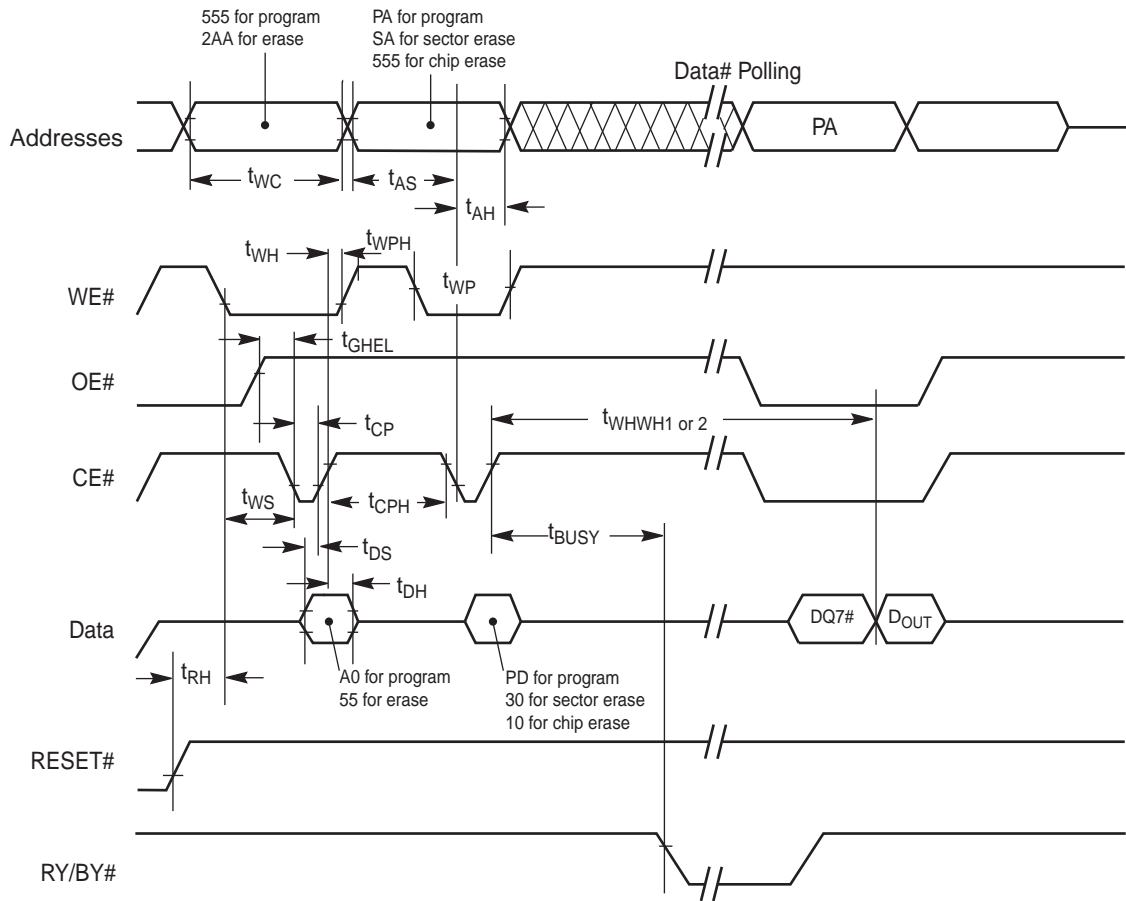 555 for program
2AA for erase
PA for program
SA for sector erase
555 for chip erase
Data# Polling
Addresses
PA
tWC
tAS
tAH
tWH
tWPH
WE#
tWP
tGHEL
OE#
tWHWH1 or 2
tCP
CE#
tWS
tCPH
tBUSY
tDS
tDH
Data
DQ7#
DOUT
tRH
A0 for program
55 for erase
PD for program
30 for sector erase
10 for chip erase
RESET#
RY/BY#